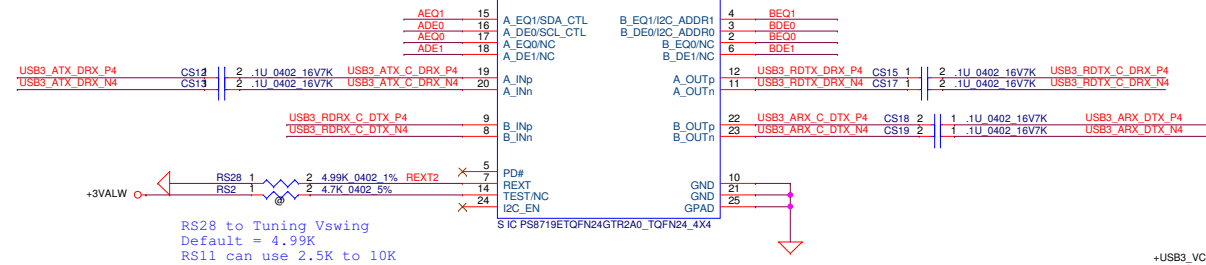 AEQ1 15 A_EQ1/SDA_CTL B_EQ1/I2C_ADDR1 4 BEQ1
ADE0 16 A_DE0/SCL_CTL B_DE0/I2C_ADDR0 3 BDE0
AEQ0 17 A_EQ0/NC B_EQ0/NC 2 BEQ0
ADE1 18 A_DE1/NC B_DE1/NC 6 BDE1
USB3_ATX_DRX_P4 CS12 1 2 .1U_0402_16V7K USB3_ATX_C_DRX_P4 19 A_INp A_OUTp 12 USB3_RDTX_DRX_P4 CS15 1 2 .1U_0402_16V7K USB3_RDTX_C_DRX_P4
USB3_ATX_DRX_N4 CS13 1 2 .1U_0402_16V7K USB3_ATX_C_DRX_N4 20 A_INn A_OUTn 11 USB3_RDTX_DRX_N4 CS17 1 2 .1U_0402_16V7K USB3_RDTX_C_DRX_N4
USB3_RDRX_C_DTX_P4 9 B_INp B_OUTp 22 USB3_ARX_C_DTX_P4 CS18 2 1 .1U_0402_16V7K USB3_ARX_DTX_P4
USB3_RDRX_C_DTX_N4 8 B_INn B_OUTn 23 USB3_ARX_C_DTX_N4 CS19 2 1 .1U_0402_16V7K USB3_ARX_DTX_N4
5 PD#
RS28 1 2 4.99K_0402_1% REXT2 7 REXT GND 10
+3VALW RS2 1 2 4.7K_0402_5% 14 TEST/NC GND 21
@ 24 I2C_EN GPAD 25
S IC PS8719ETQFN24GTR2A0_TQFN24_4X4
RS28 to Tuning Vswing
Default = 4.99K
RS11 can use 2.5K to 10K
+USB3_VC